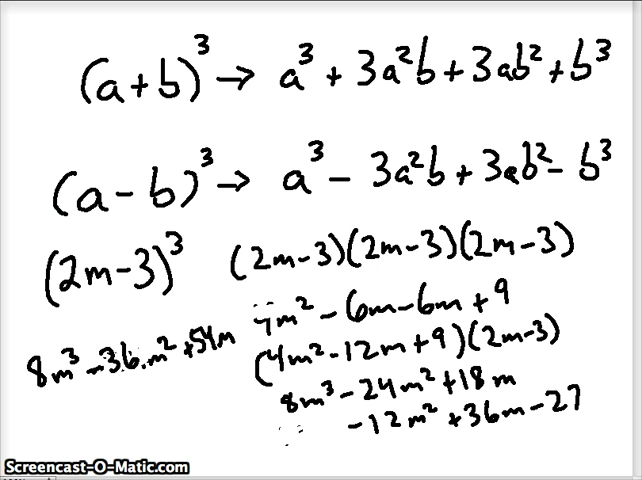 (a+b)³ → a³ + 3a²b + 3ab² + b³
(a-b)³ → a³ - 3a²b + 3ab² - b³
(2m-3)³ (2m-3)(2m-3)(2m-3)
4m² - 6m - 6m + 9
(4m² - 12m + 9)(2m-3)
8m³ - 36m² + 54m
8m³ - 24m² + 18m
-12m² + 36m - 27
Screencast-O-Matic.com